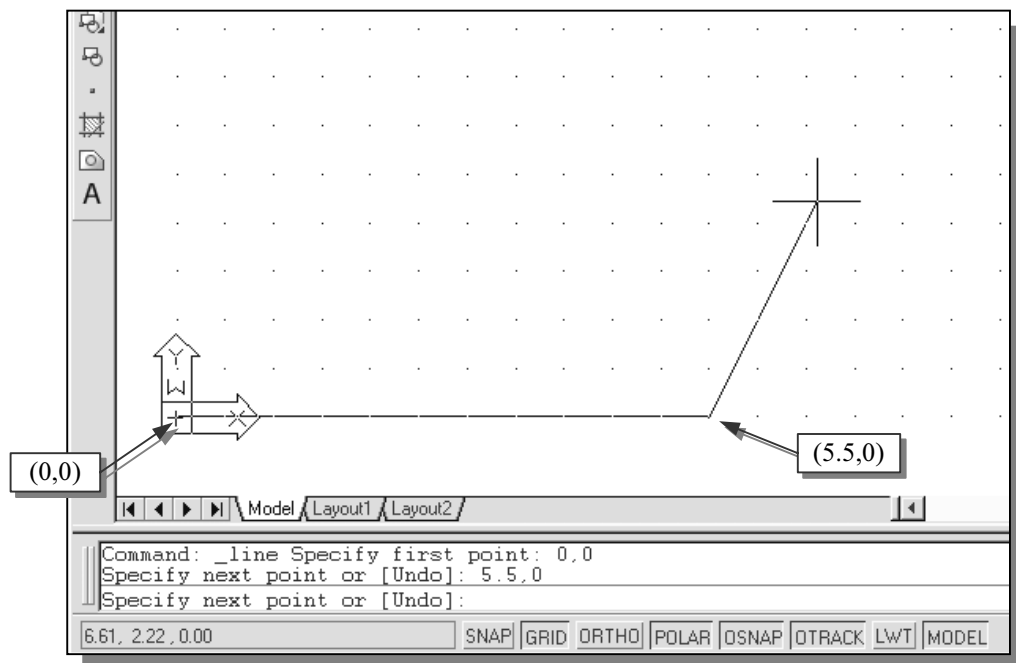 A
Y
W
X
(0,0)
(5.5,0)
Model Layout1 Layout2
Command: _line Specify first point: 0,0
Specify next point or [Undo]: 5.5,0
Specify next point or [Undo]:
6.61, 2.22, 0.00 SNAP GRID ORTHO POLAR OSNAP OTRACK LWT MODEL